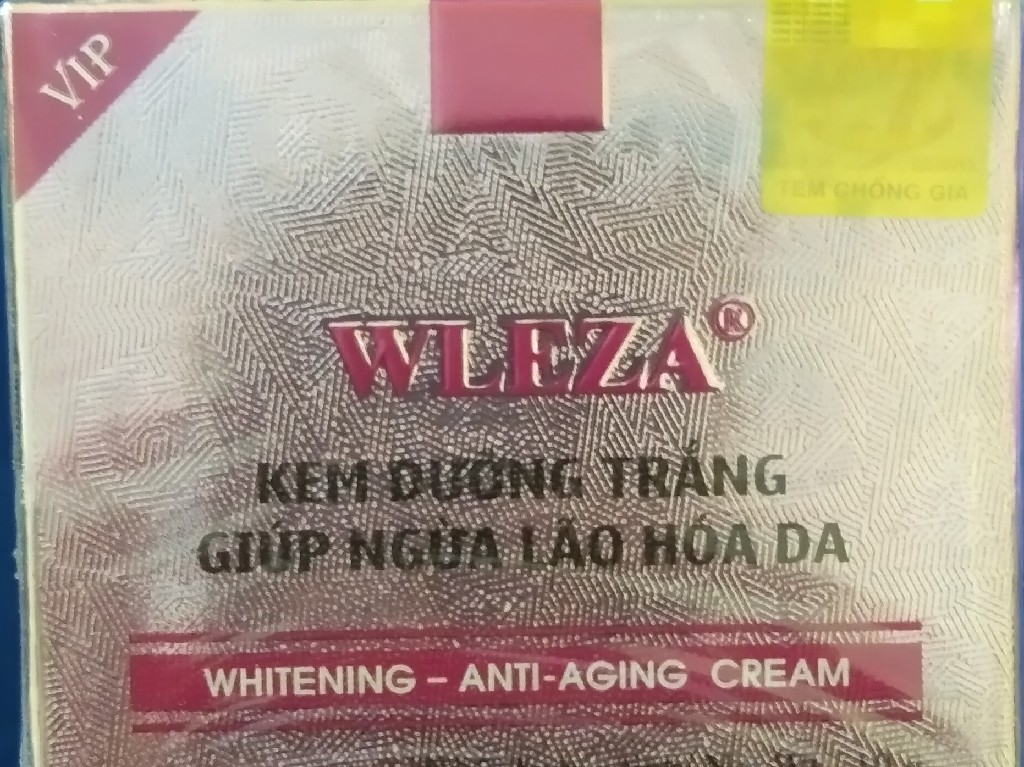 VIP
TEM CHỐNG GIẢ
WLEZA®
KEM DƯỠNG TRẮNG
GIÚP NGỪA LÃO HÓA DA
WHITENING – ANTI-AGING CREAM